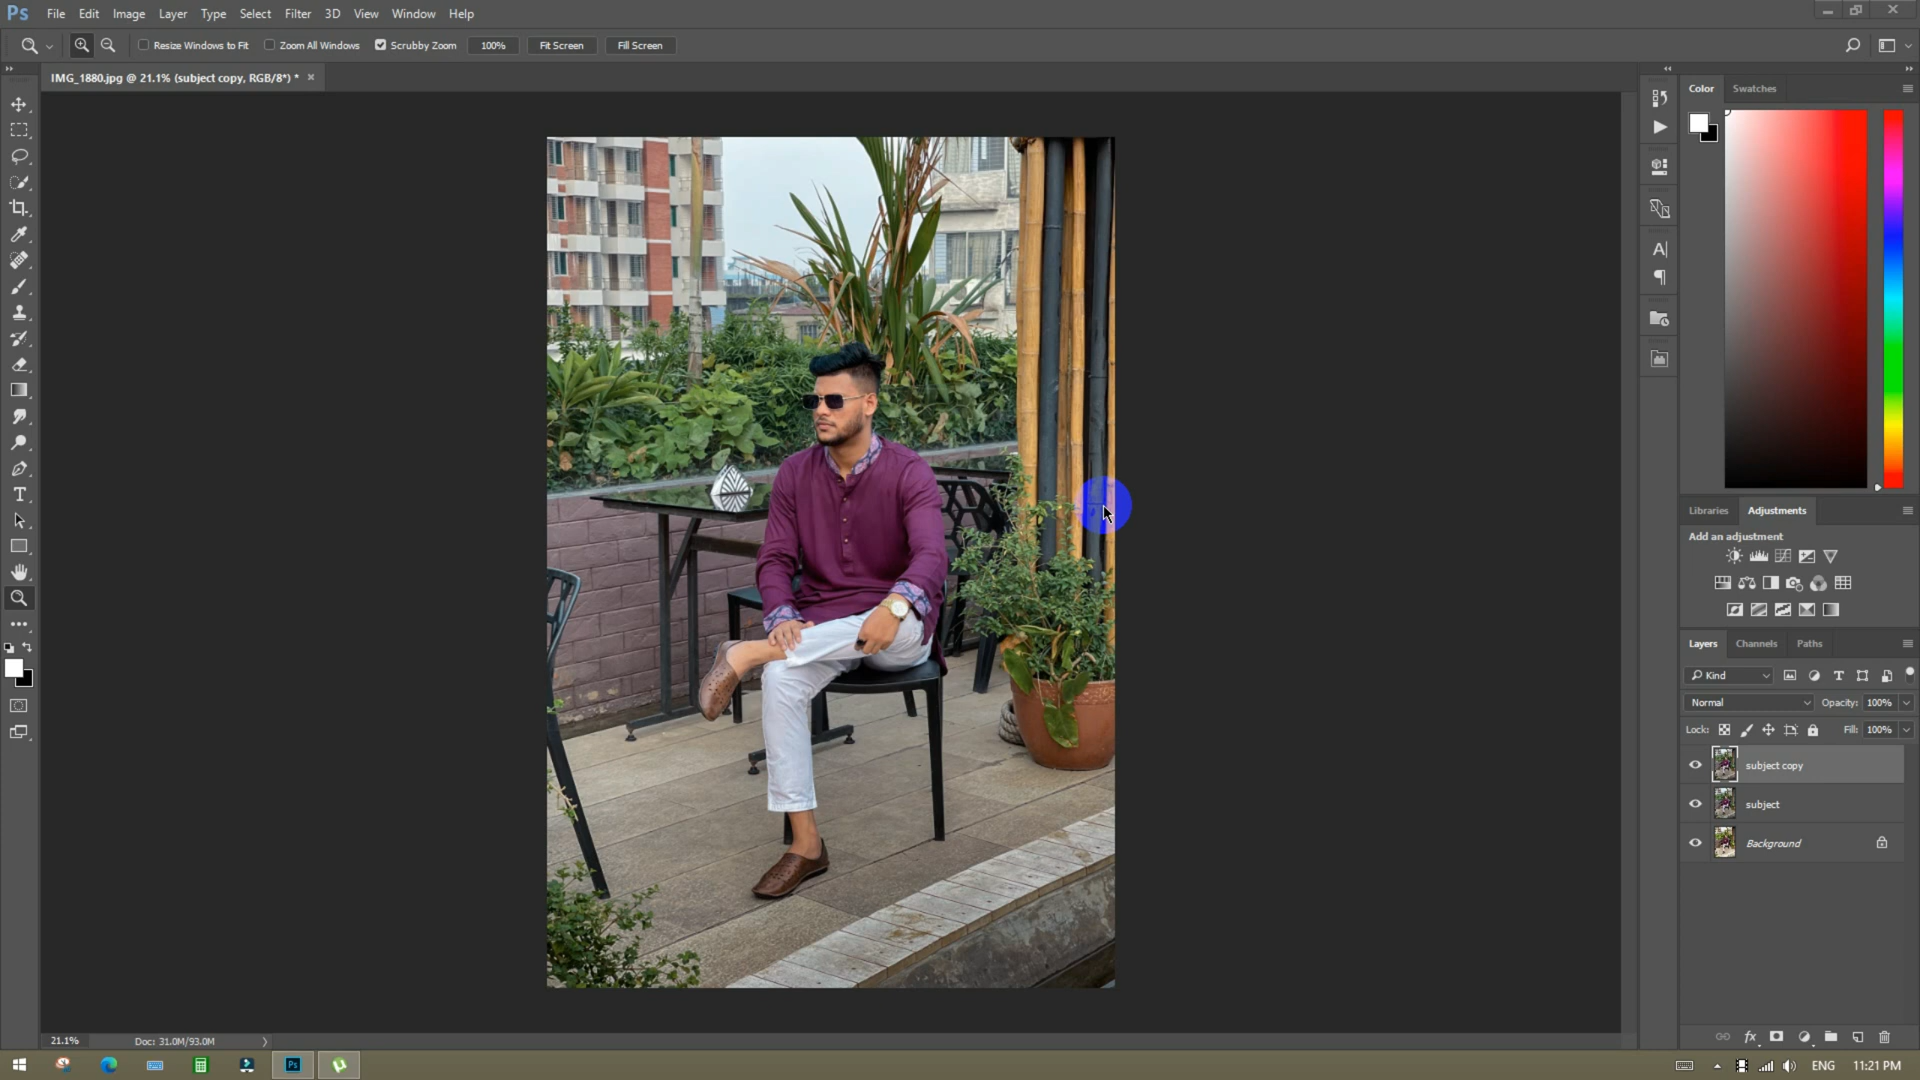 Ps File Edit Image Layer Type Select Filter 3D View Window Help
Resize Windows to Fit Zoom All Windows Scrubby Zoom 100% Fit Screen Fill Screen
IMG_1880.jpg @ 21.1% (subject copy, RGB/8*) * ×
Color Swatches
Libraries Adjustments
Add an adjustment
Layers Channels Paths
Kind
Normal Opacity: 100%
Lock: Fill: 100%
subject copy
subject
Background
21.1% Doc: 31.0M/93.0M
Ps ENG 11:21 PM